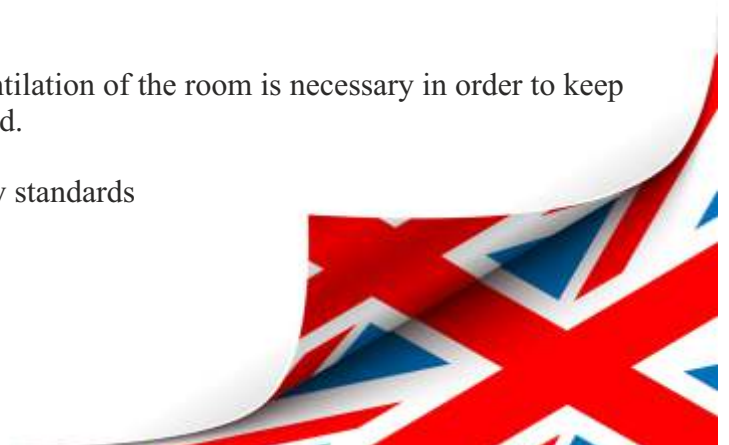 ntilation of the room is necessary in order to keep
d.
standards